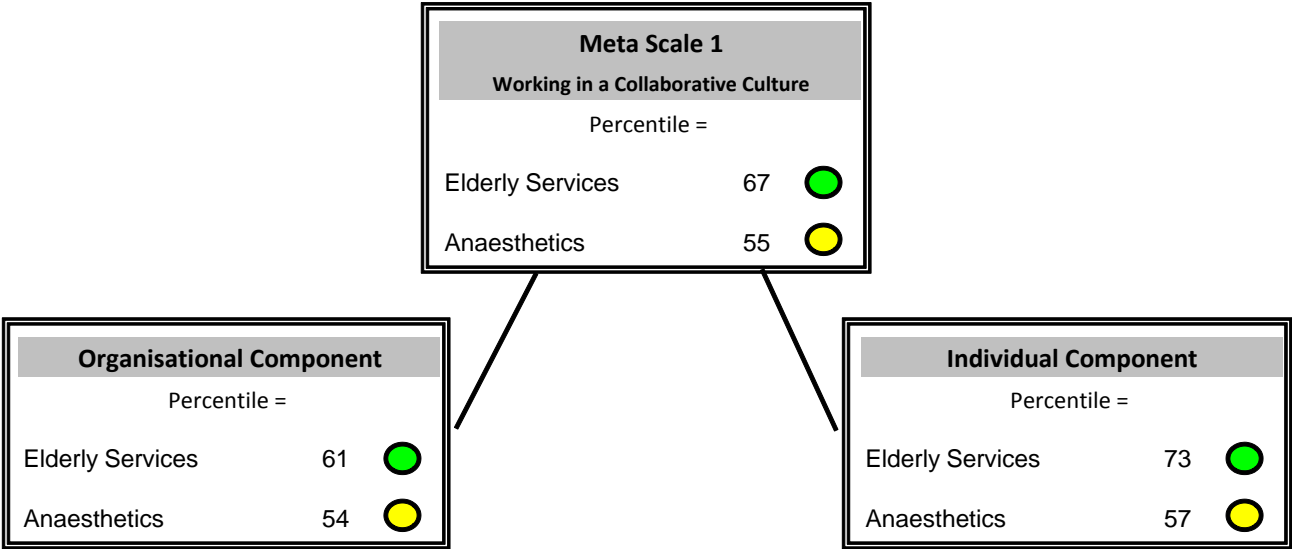 Meta Scale 1
Working in a Collaborative Culture
Percentile =
Elderly Services 67
Anaesthetics 55
Organisational Component
Percentile =
Elderly Services 61
Anaesthetics 54
Individual Component
Percentile =
Elderly Services 73
Anaesthetics 57